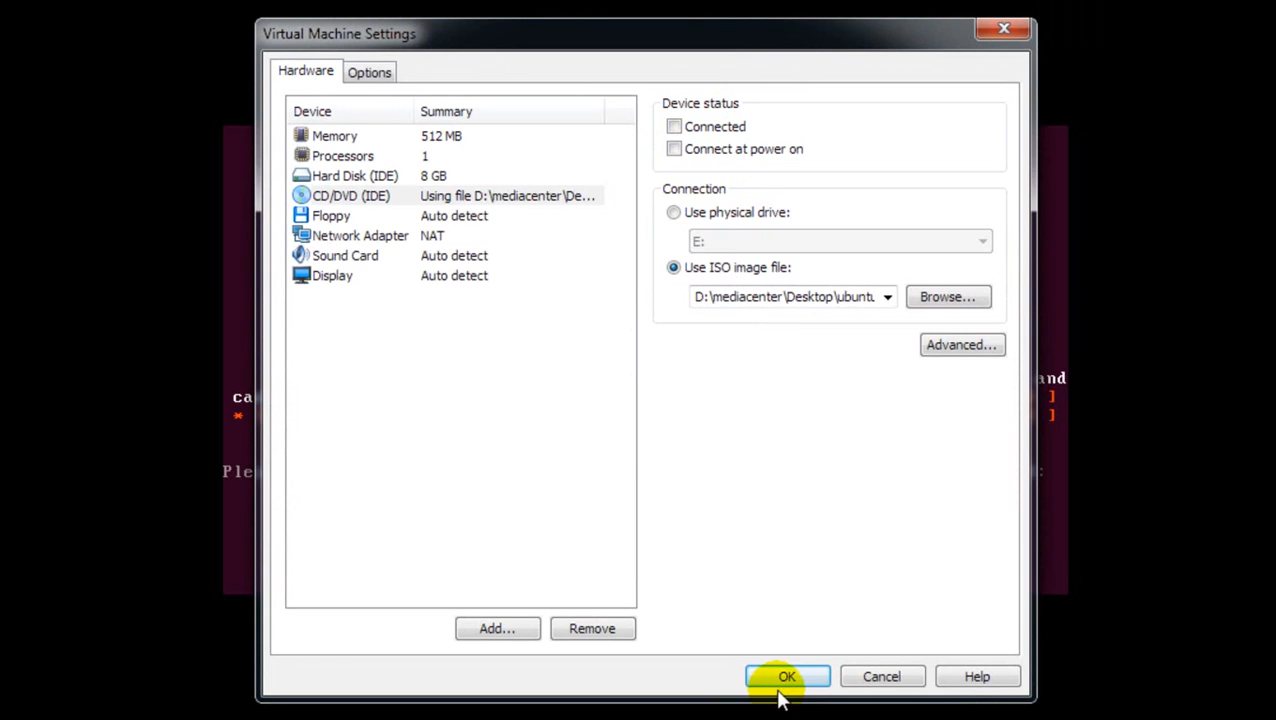 Virtual Machine Settings
Hardware
Options
Device Summary
Memory 512 MB
Processors 1
Hard Disk (IDE) 8 GB
CD/DVD (IDE) Using file D:\mediacenter\De...
Floppy Auto detect
Network Adapter NAT
Sound Card Auto detect
Display Auto detect
Add...
Remove
Device status
Connected
Connect at power on
Connection
Use physical drive:
E:
Use ISO image file:
D:\mediacenter\Desktop\ubuntu
Browse...
Advanced...
OK
Cancel
Help
and
ca ]
* ]
Ple :